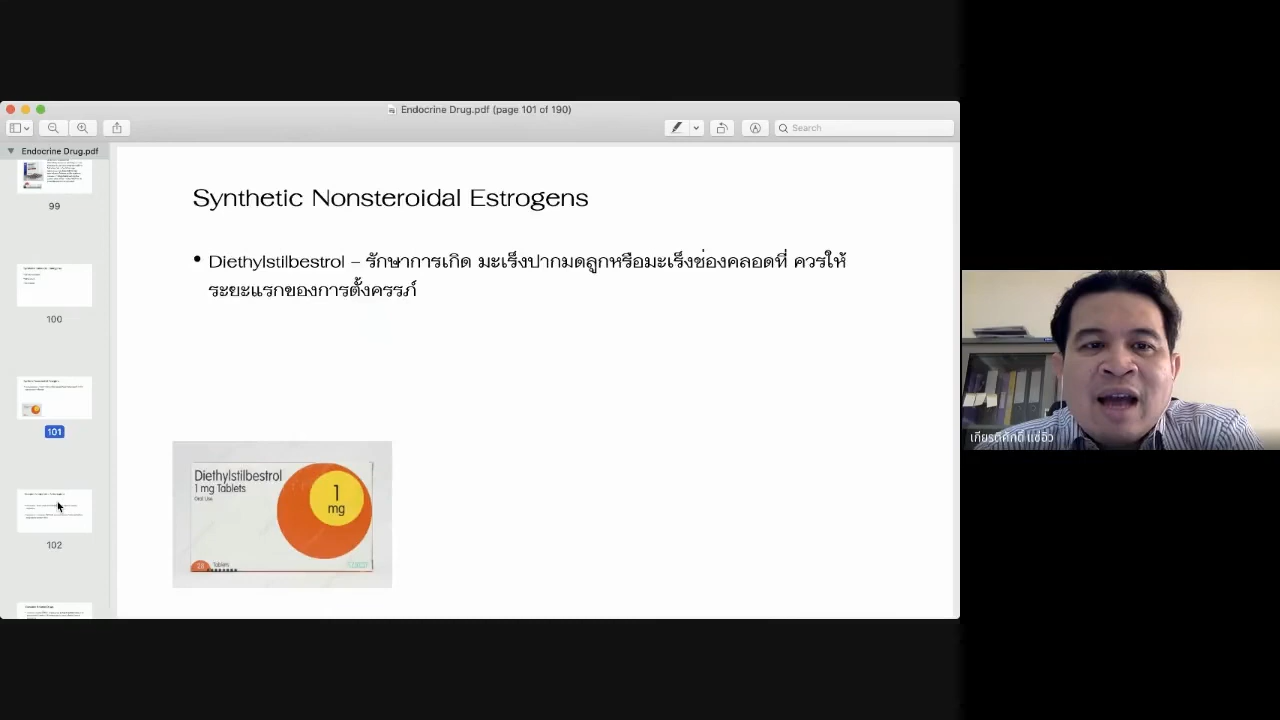 Endocrine Drug.pdf (page 101 of 190)
Search
Endocrine Drug.pdf
99
100
101
102
Synthetic Nonsteroidal Estrogens
• Diethylstilbestrol – รักษาการเกิด มะเร็งปากมดลูกหรือมะเร็งช่องคลอดที่ ควรให้
ระยะแรกของการตั้งครรภ์
Diethylstilbestrol
1 mg Tablets
Oral Use
1
mg
28 Tablets
เกียรติศักดิ์ แซ่อิว